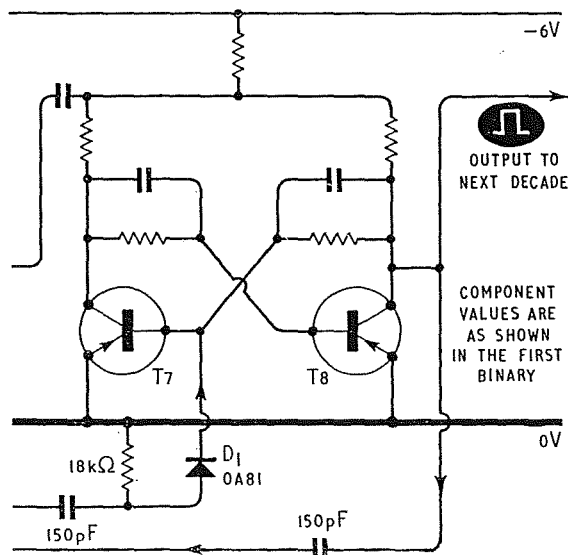 -6V
OUTPUT TO
NEXT DECADE
COMPONENT
VALUES ARE
AS SHOWN
IN THE FIRST
BINARY
T7
T8
0V
18kΩ
D1
OA81
150pF
150pF